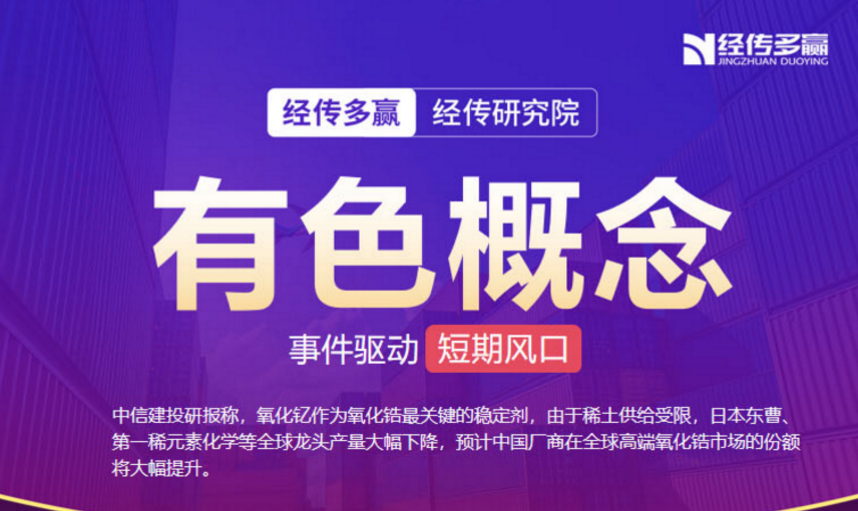 经传多赢
JINGZHUAN DUOYING
经传多赢 经传研究院
有色概念
事件驱动 短期风口
中信建投研报称，氧化钇作为氧化锆最关键的稳定剂，由于稀土供给受限，日本东曹、
第一稀元素化学等全球龙头产量大幅下降，预计中国厂商在全球高端氧化锆市场的份额
将大幅提升。